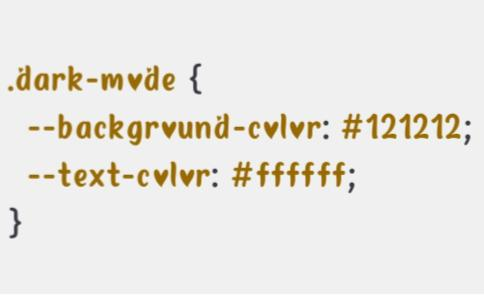 .dark-mode {
--background-color: #121212;
--text-color: #ffffff;
}